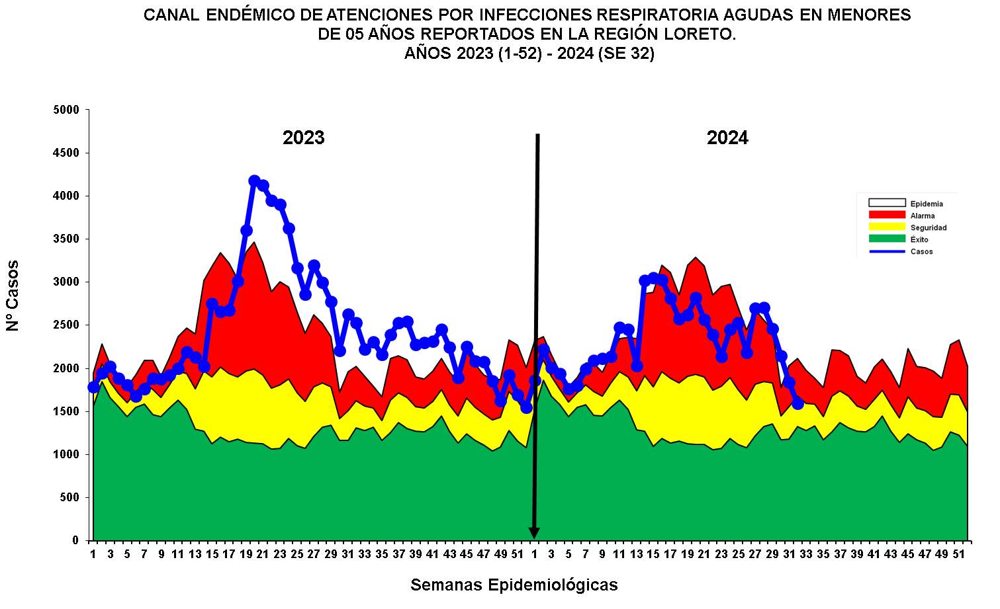 CANAL ENDÉMICO DE ATENCIONES POR INFECCIONES RESPIRATORIA AGUDAS EN MENORES
DE 05 AÑOS REPORTADOS EN LA REGIÓN LORETO.
AÑOS 2023 (1-52) - 2024 (SE 32)
5000
4500
4000
3500
3000
2500
2000
1500
1000
500
0
Nº Casos
2023
2024
Epidemia
Alarma
Seguridad
Éxito
Casos
1 3 5 7 9 11 13 15 17 19 21 23 25 27 29 31 33 35 37 39 41 43 45 47 49 51 1 3 5 7 9 11 13 15 17 19 21 23 25 27 29 31 33 35 37 39 41 43 45 47 49 51
Semanas Epidemiológicas